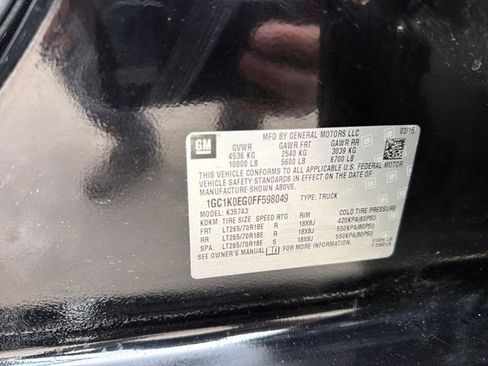 MFD BY GENERAL MOTORS LLC 03/15
GM GVWR GAWR FRT GAWR RR
4536 KG 2540 KG 3039 KG
10000 LB 5600 LB 6700 LB
THIS VEHICLE CONFORMS TO ALL APPLICABLE U.S. FEDERAL MOTOR
VEHICLE SAFETY STANDARDS IN EFFECT ON THE DATE OF
MANUFACTURE SHOWN ABOVE.
1GC1K0EG0FF598049 TYPE: TRUCK
MODEL: K35743
KDKM TIRE SIZE SPEED RTG RIM COLD TIRE PRESSURE
FRT LT265/70R18E R 18X8J 420KPA(60PSI)
RR LT265/70R18E R 18X8J 550KPA(80PSI)
SPA LT265/70R18E S 18X8J 550KPA(80PSI)
SEE OWNER'S MANUAL FOR ADDITIONAL INFORMATION.